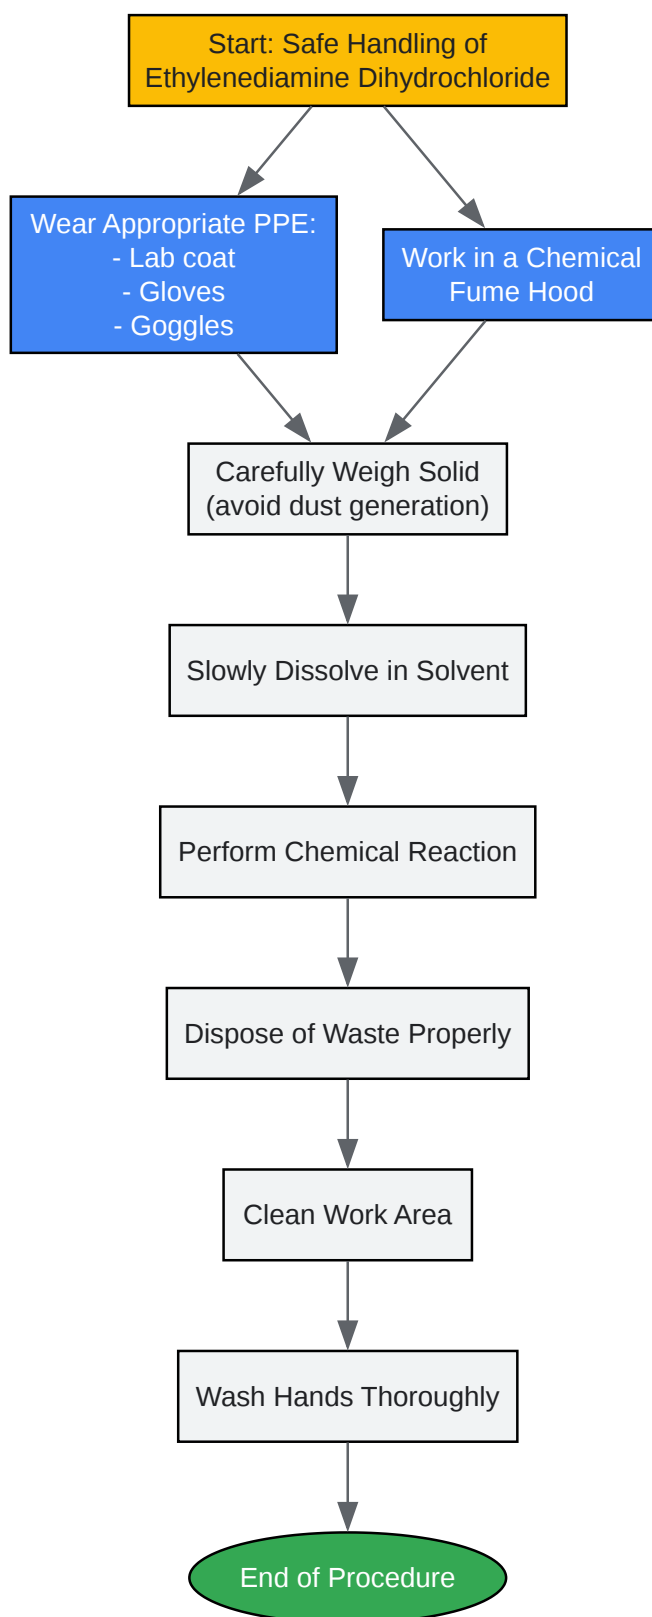 Start: Safe Handling of
Ethylenediamine Dihydrochloride
Wear Appropriate PPE:
- Lab coat
- Gloves
- Goggles
Work in a Chemical
Fume Hood
Carefully Weigh Solid
(avoid dust generation)
Slowly Dissolve in Solvent
Perform Chemical Reaction
Dispose of Waste Properly
Clean Work Area
Wash Hands Thoroughly
End of Procedure